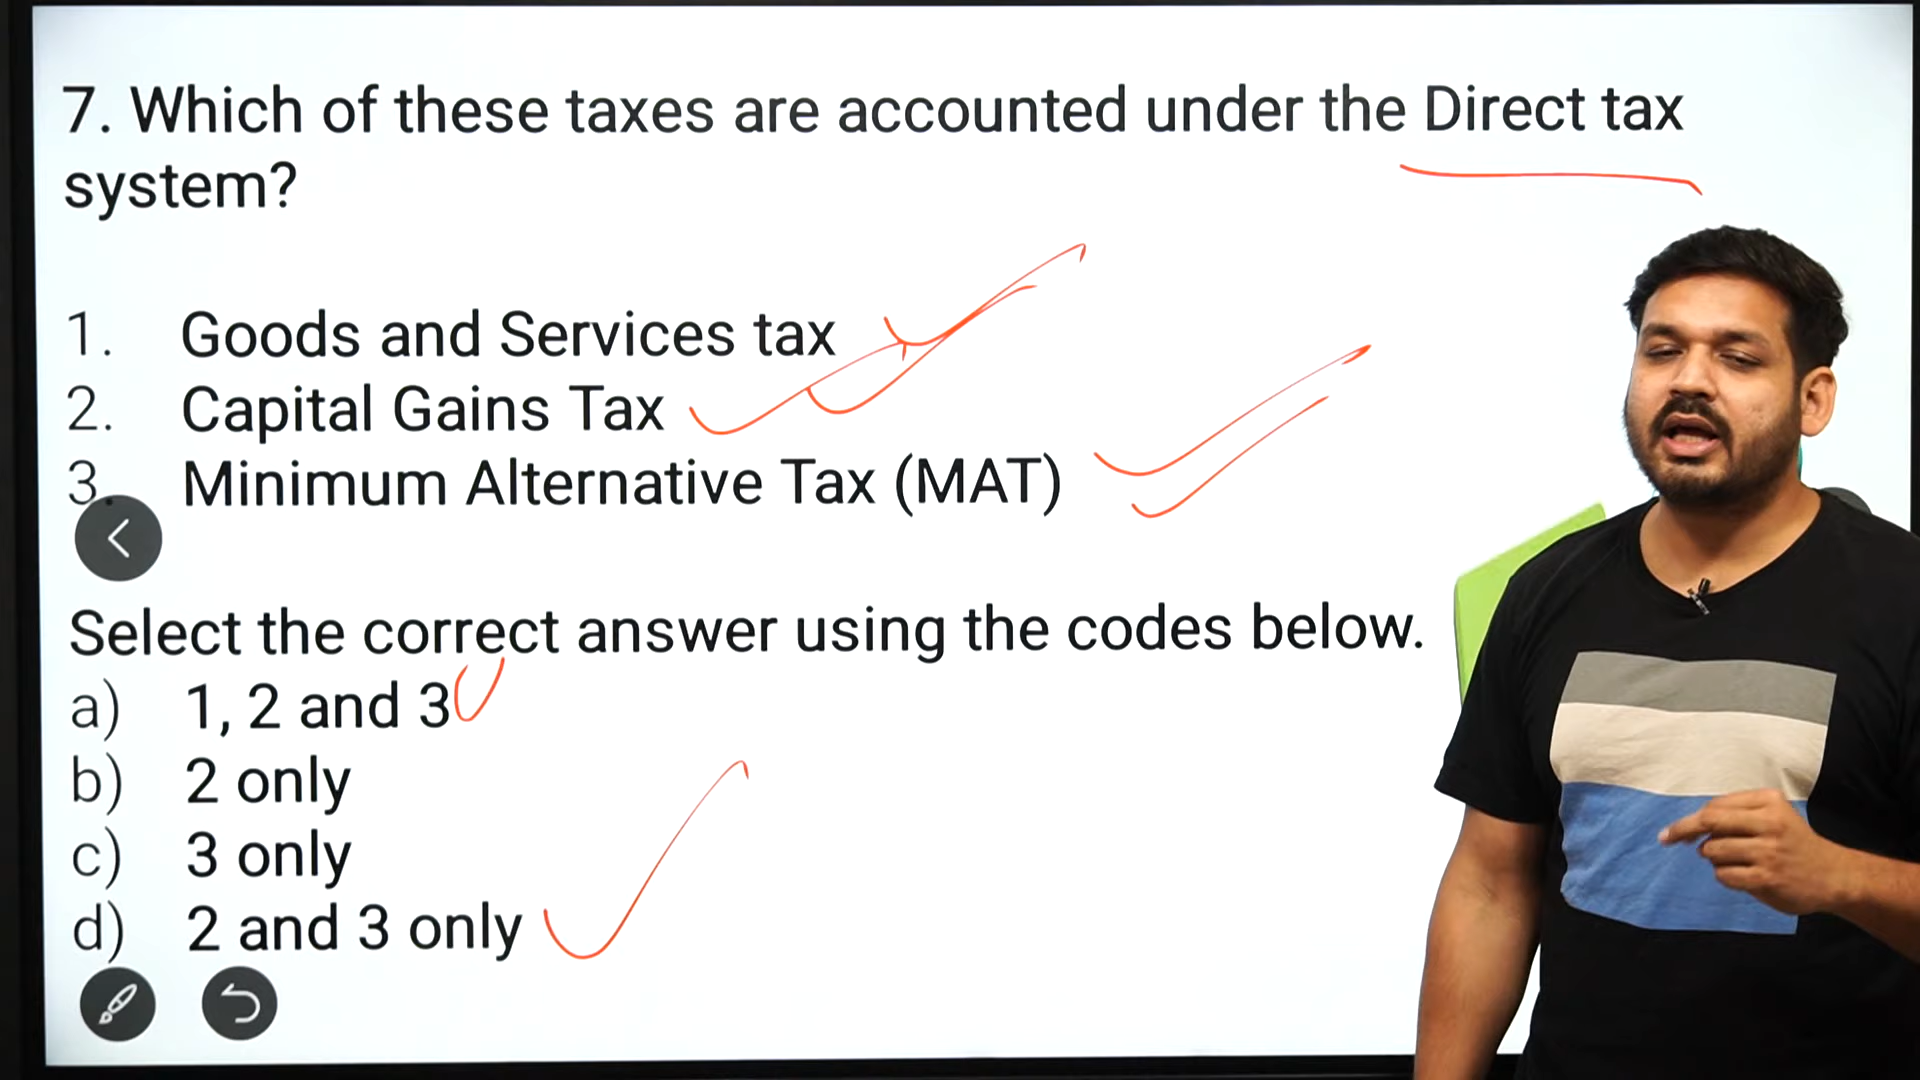 7. Which of these taxes are accounted under the Direct tax
system?
1. Goods and Services tax
2. Capital Gains Tax
3. Minimum Alternative Tax (MAT)
Select the correct answer using the codes below.
a) 1, 2 and 3
b) 2 only
c) 3 only
d) 2 and 3 only